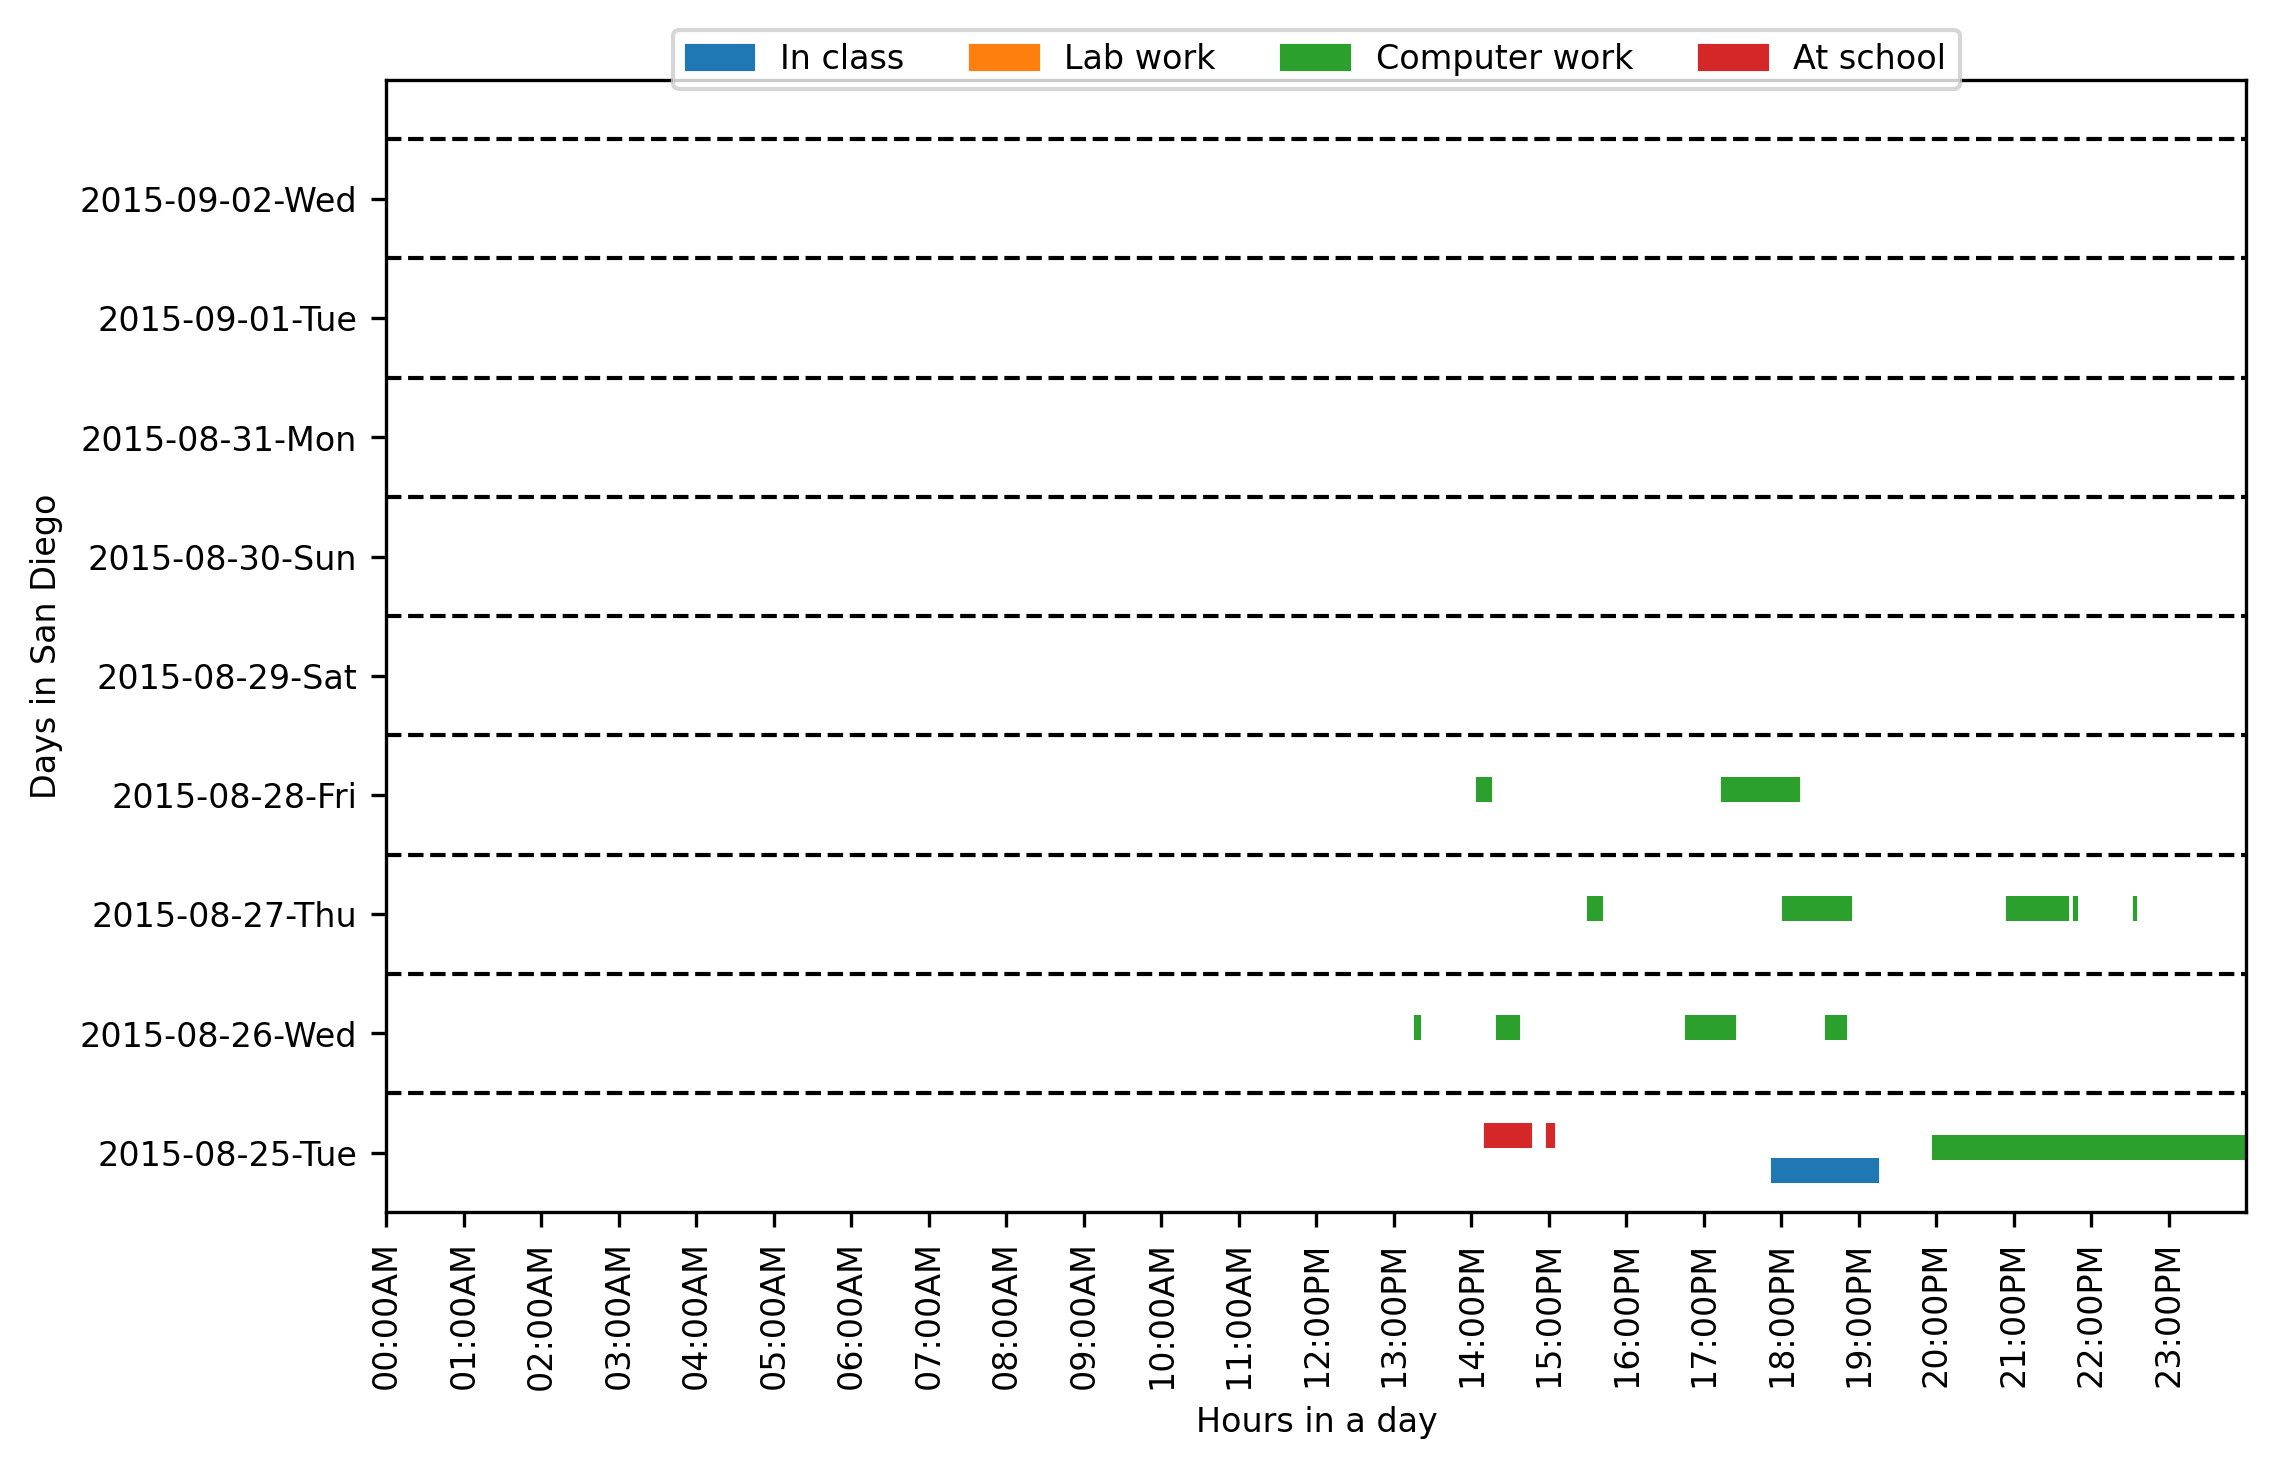 In class Lab work Computer work At school
2015-09-02-Wed
2015-09-01-Tue
2015-08-31-Mon
2015-08-30-Sun
2015-08-29-Sat
2015-08-28-Fri
2015-08-27-Thu
2015-08-26-Wed
2015-08-25-Tue
Days in San Diego
00:00AM
01:00AM
02:00AM
03:00AM
04:00AM
05:00AM
06:00AM
07:00AM
08:00AM
09:00AM
10:00AM
11:00AM
12:00PM
13:00PM
14:00PM
15:00PM
16:00PM
17:00PM
18:00PM
19:00PM
20:00PM
21:00PM
22:00PM
23:00PM
Hours in a day